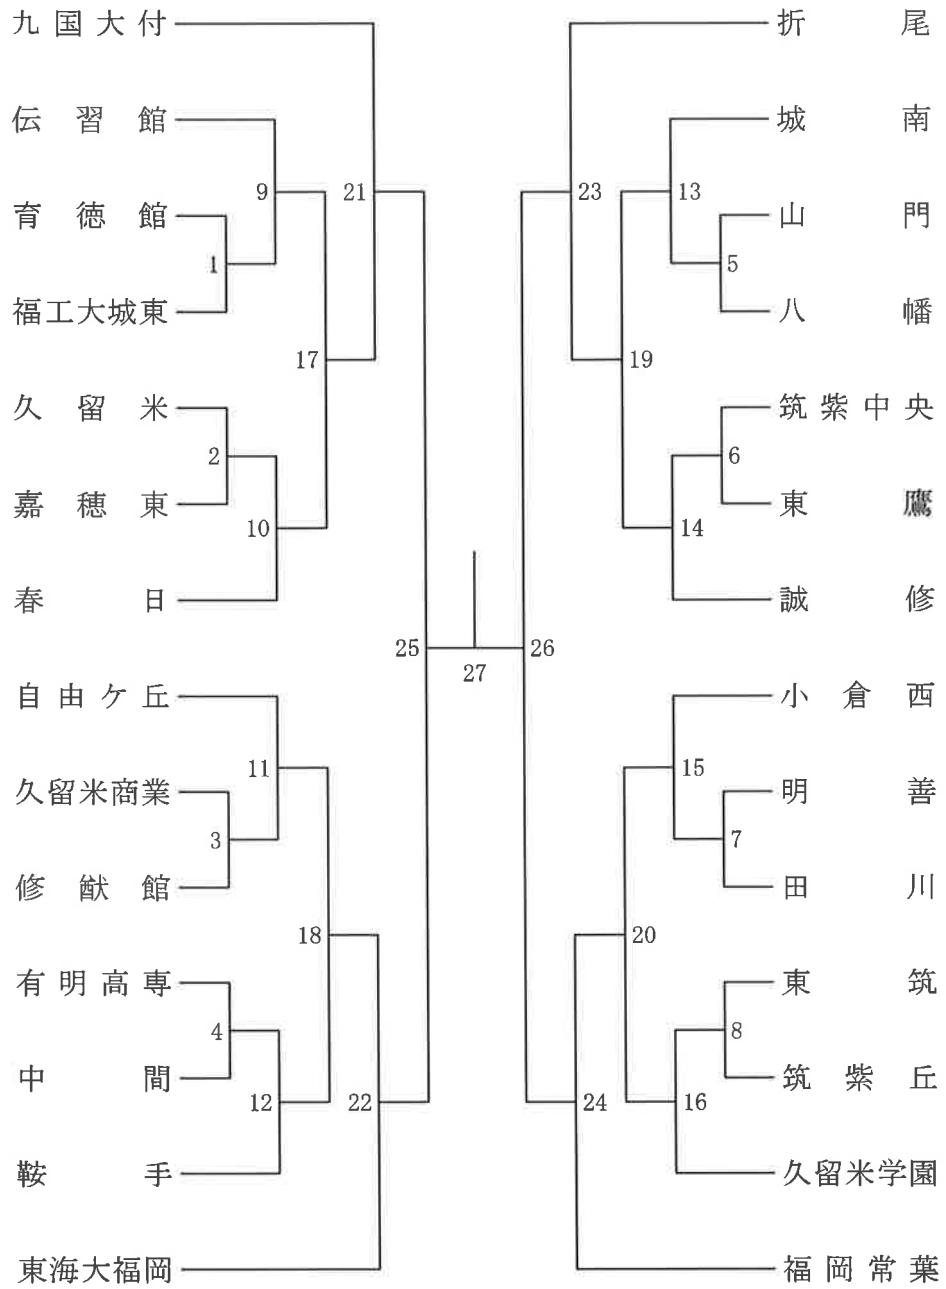 九国大付
伝習館
育徳館
福工大城東
久留米
嘉穂東
春日
自由ケ丘
久留米商業
修猷館
有明高専
中間
鞍手
東海大福岡
1
2
3
4
9
10
11
12
17
18
21
22
25
27
26
23
24
19
20
13
14
15
16
5
6
7
8
折尾
城南
山門
八幡
筑紫中央
東鷹
誠修
小倉西
明善
田川
東筑
筑紫丘
久留米学園
福岡常葉